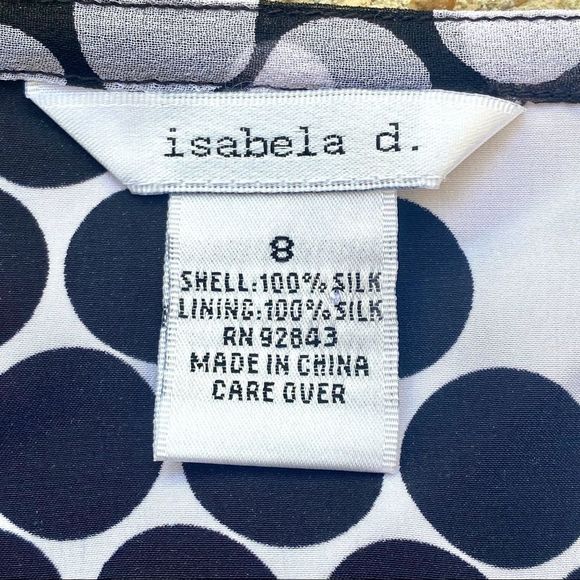 isabela d.
8
SHELL:100% SILK
LINING:100% SILK
RN 92843
MADE IN CHINA
CARE OVER